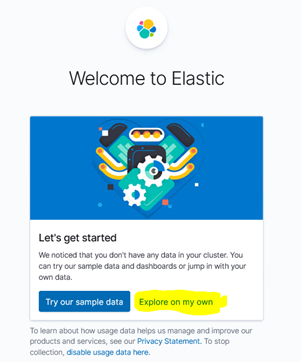 Welcome to Elastic
Let's get started
We noticed that you don't have any data in your cluster. You
can try our sample data and dashboards or jump in with your
own data.
Try our sample data
Explore on my own
To learn about how usage data helps us manage and improve our
products and services, see our Privacy Statement. To stop
collection, disable usage data here.